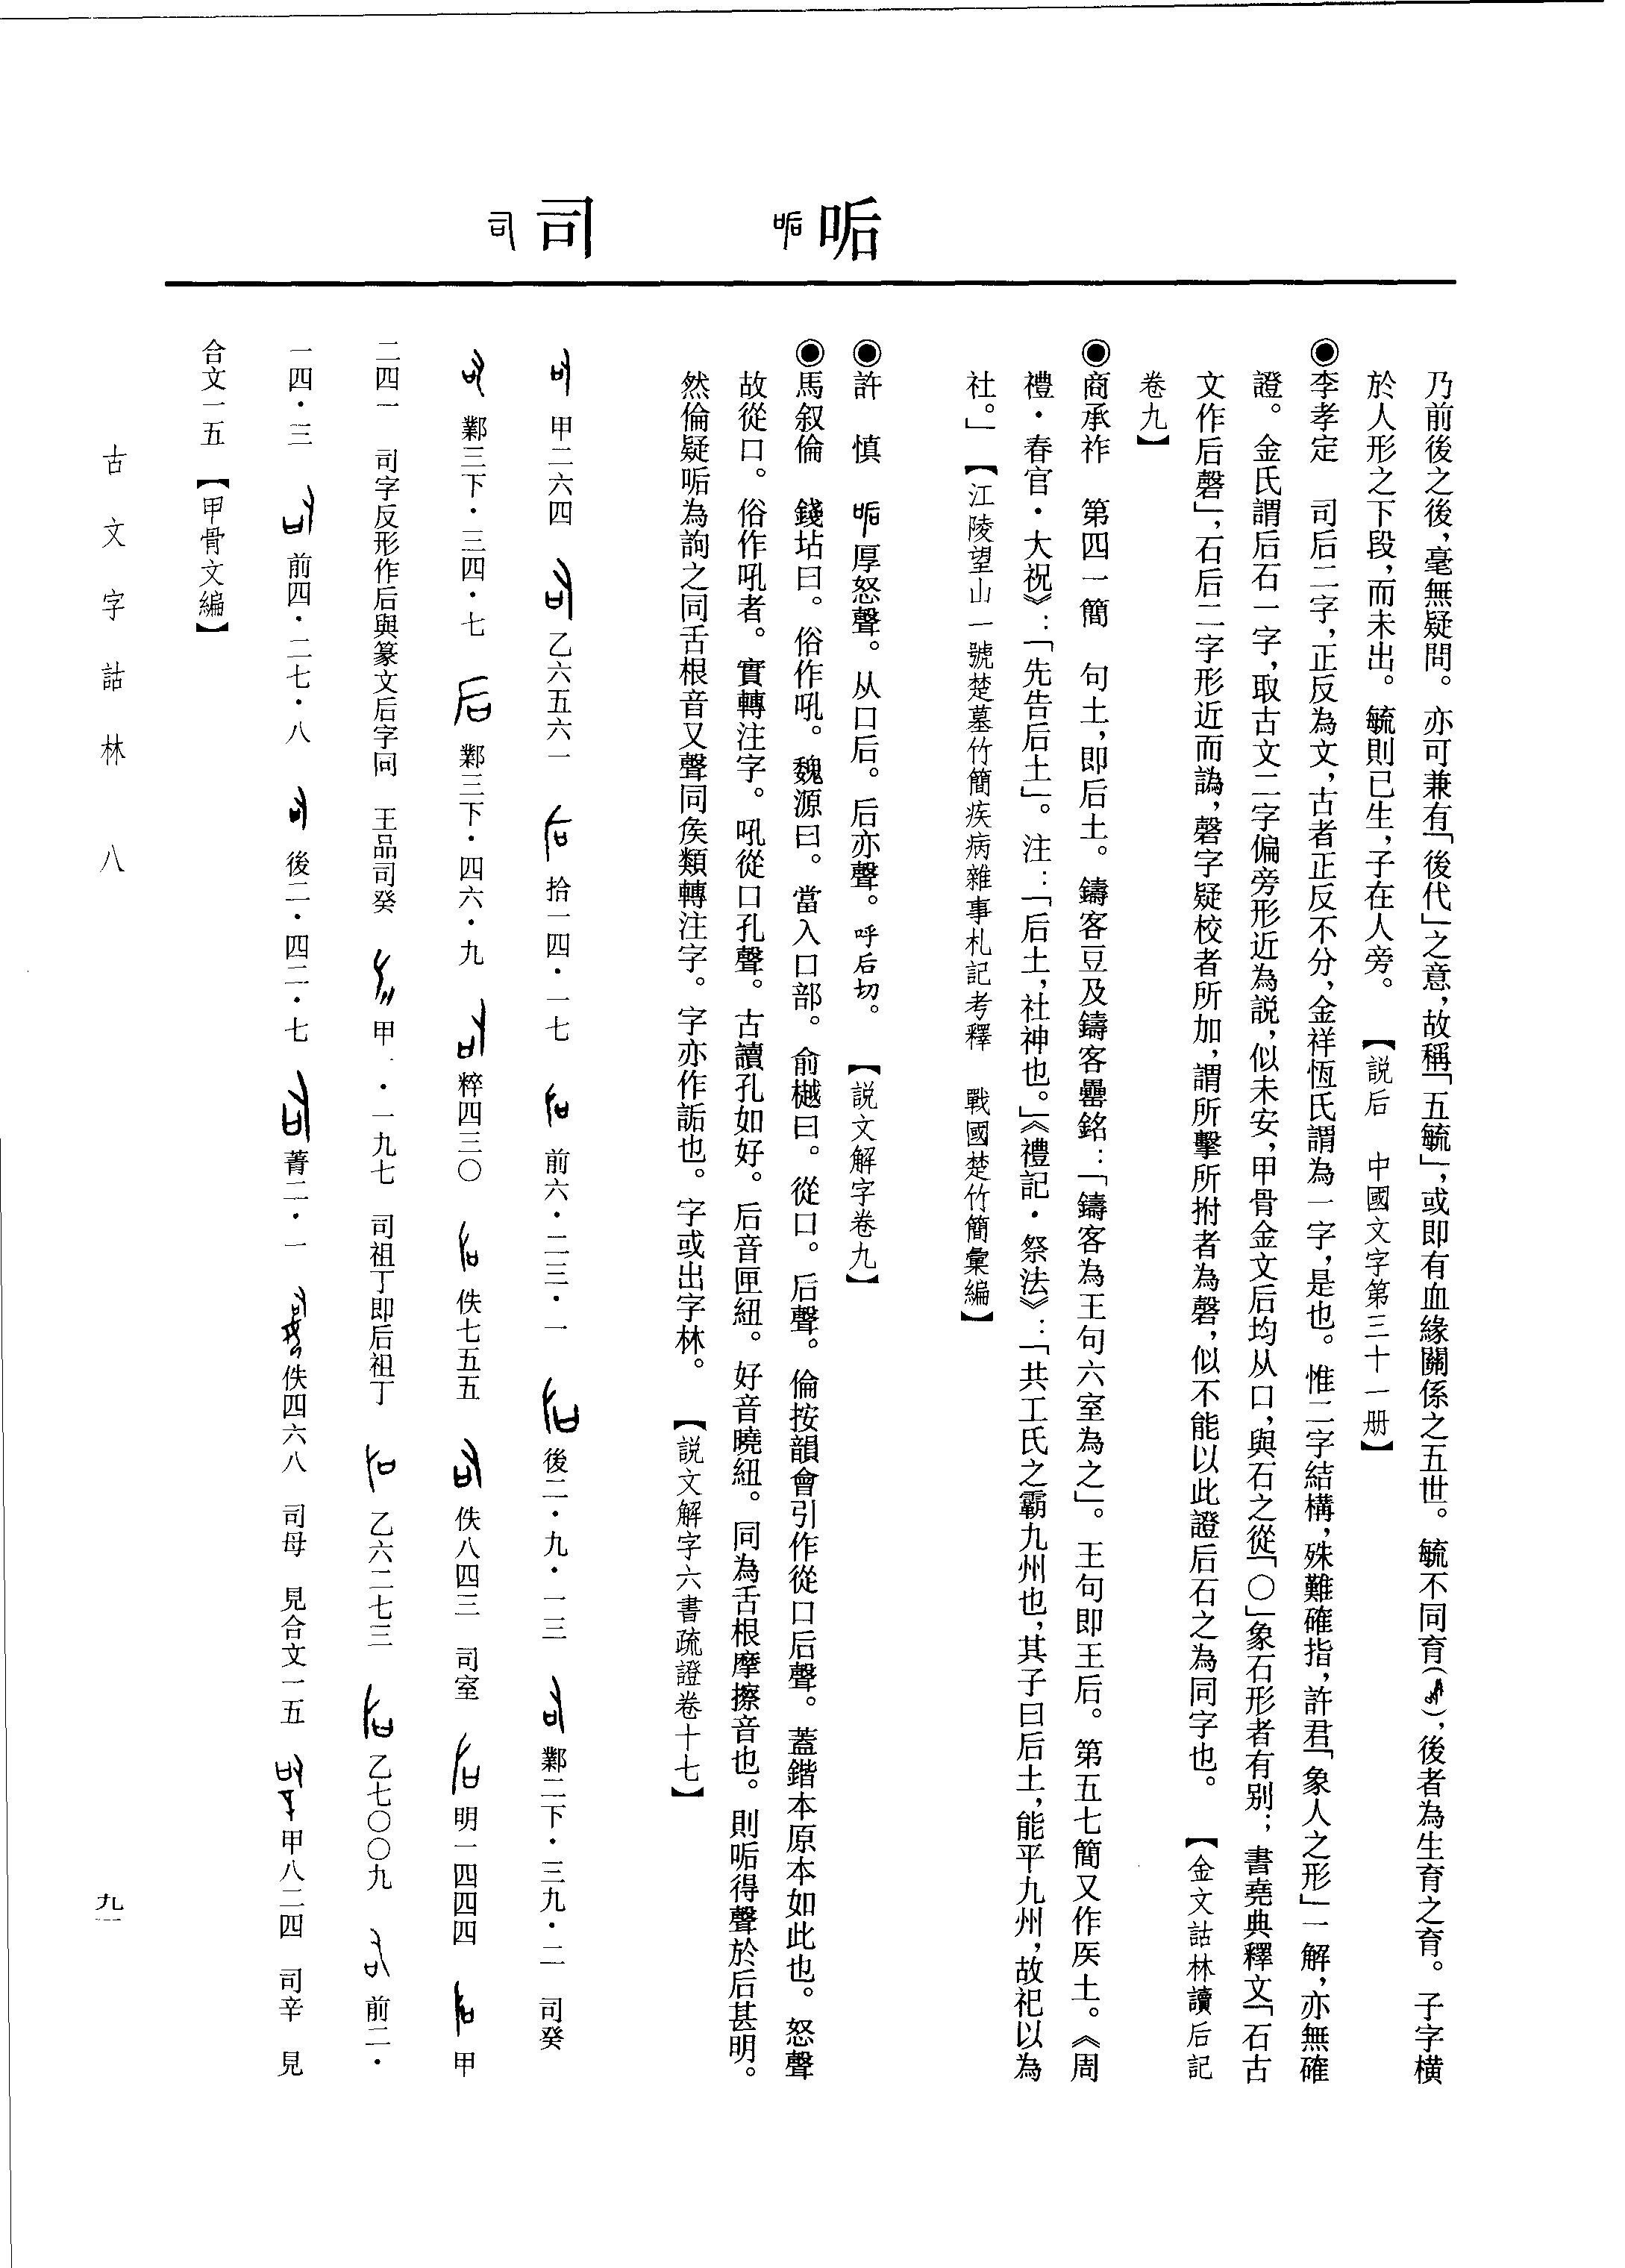 㖃
司
乃前後之後,毫無疑問。亦可兼有「後代」之意,故稱「五毓」,或即有血緣關係之五世。毓不同育(),後者為生育之育。子字橫
於人形之下段,而未出。毓則已生,子在人旁。【説后 中國文字第三十一册】
◉李孝定 司后二字,正反為文,古者正反不分,金祥恆氏謂為一字,是也。惟二字結構,殊難確指,許君「象人之形」一解,亦無確
證。金氏謂后石一字,取古文二字偏旁形近為説,似未安,甲骨金文后均从口,與石之從「〇」象石形者有別;書堯典釋文「石古
文作后磬」,石后二字形近而譌,磬字疑校者所加,謂所擊所拊者為磬,似不能以此證后石之為同字也。【金文詁林讀后記
卷九】
◉商承祚 第四一簡 句土,即后土。鑄客豆及鑄客罍銘:「鑄客為王句六室為之」。王句即王后。第五七簡又作㕈土。《周
禮·春官·大祝》:「先告后土」。注:「后土,社神也。」《禮記·祭法》:「共工氏之霸九州也,其子曰后土,能平九州,故祀以為
社。」【江陵望山一號楚墓竹簡疾病雜事札記考釋 戰國楚竹簡彙編】
◉許 慎 㖃厚怒聲。从口后。后亦聲。呼后切。【説文解字卷九】
◉馬叙倫 錢坫曰。俗作吼。魏源曰。當入口部。俞樾曰。從口。后聲。倫按韻會引作從口后聲。蓋鍇本原本如此也。怒聲
故從口。俗作吼者。實轉注字。吼從口孔聲。古讀孔如好。后音匣紐。好音曉紐。同為舌根摩擦音也。則㖃得聲於后甚明。
然倫疑㖃為詢之同舌根音又聲同矦類轉注字。字亦作詬也。字或出字林。【説文解字六書疏證卷十七】
甲二六四 乙六五六一 拾一四·一七 前六·二三·一 後二·九·一三 鄴二下·三九·二 司癸
鄴三下·三四·七 鄴三下·四六·九 粹四三〇 佚七五五 佚八四三 司室 明一四四四 甲
二四一 司字反形作后與篆文后字同 王品司癸 甲··一九七 司祖丁即后祖丁 乙六二七三 乙七〇〇九 前二·
一四·三 前四·二七·八 後二·四二·七 菁二·一 佚四六八 司母 見合文一五 甲八二四 司辛 見
合文一五【甲骨文編】
古文字詁林 八
九一